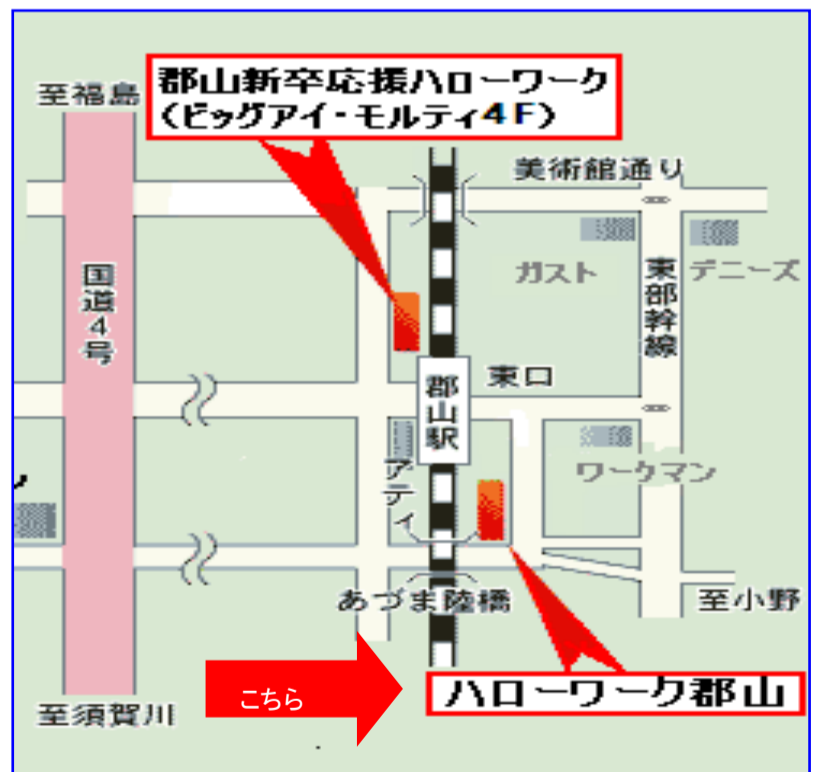 郡山新卒応援ハローワーク
（ビッグアイ・モルティ４Ｆ）
至福島
美術館通り
ガスト
デニーズ
東部幹線
国道4号
東口
郡山駅
アティ
ワークマン
あづま陸橋
至小野
こちら
ハローワーク郡山
至須賀川